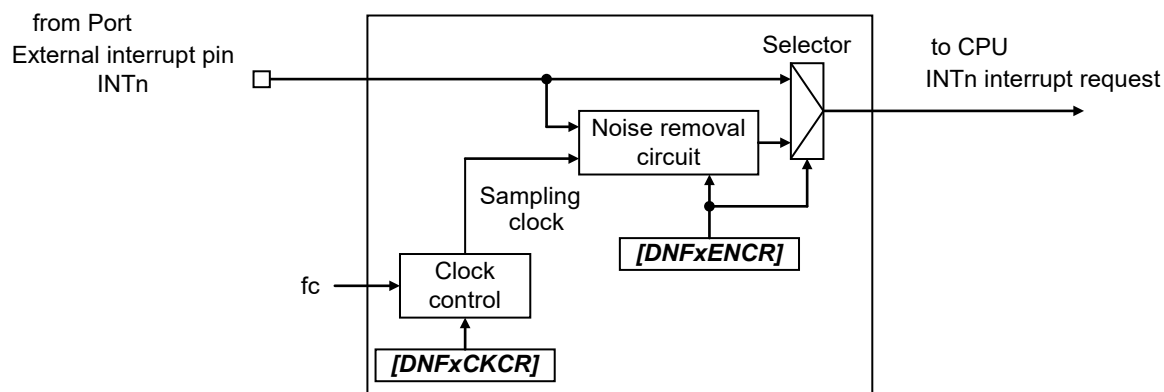 from Port
External interrupt pin
INTn
Selector
to CPU
INTn interrupt request
Noise removal
circuit
Sampling
clock
[DNFxENCR]
fc
Clock
control
[DNFxCKCR]